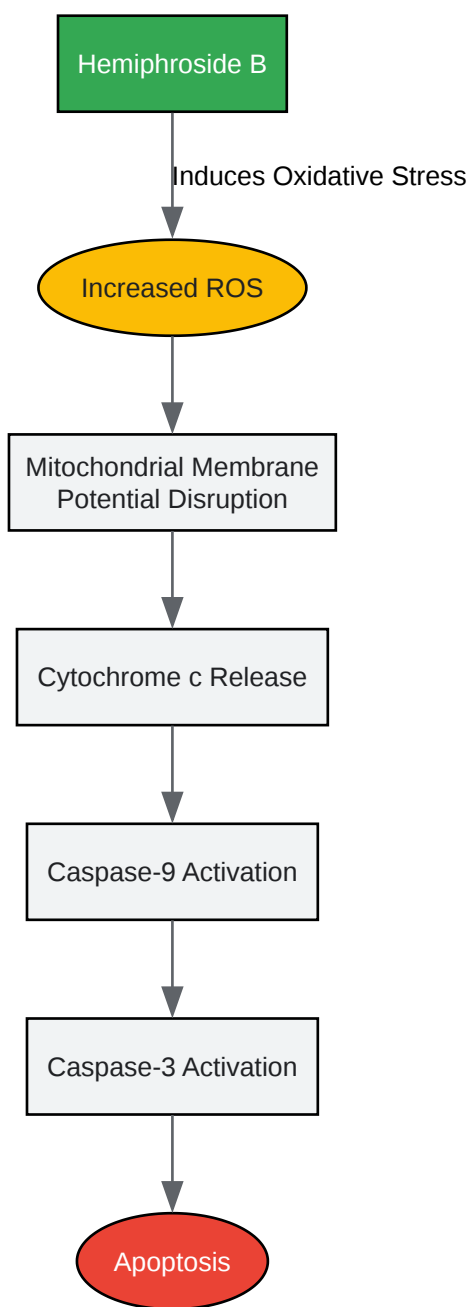 Hemiphroside B
Induces Oxidative Stress
Increased ROS
Mitochondrial Membrane
Potential Disruption
Cytochrome c Release
Caspase-9 Activation
Caspase-3 Activation
Apoptosis